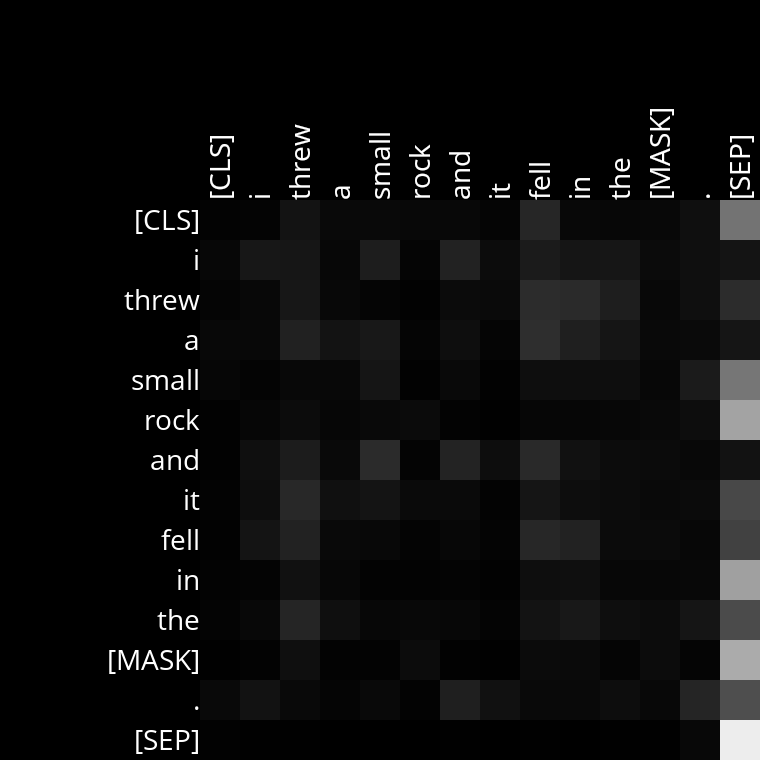 [CLS] i threw a small rock and it fell in the [MASK] . [SEP]
[CLS]
i
threw
a
small
rock
and
it
fell
in
the
[MASK]
.
[SEP]